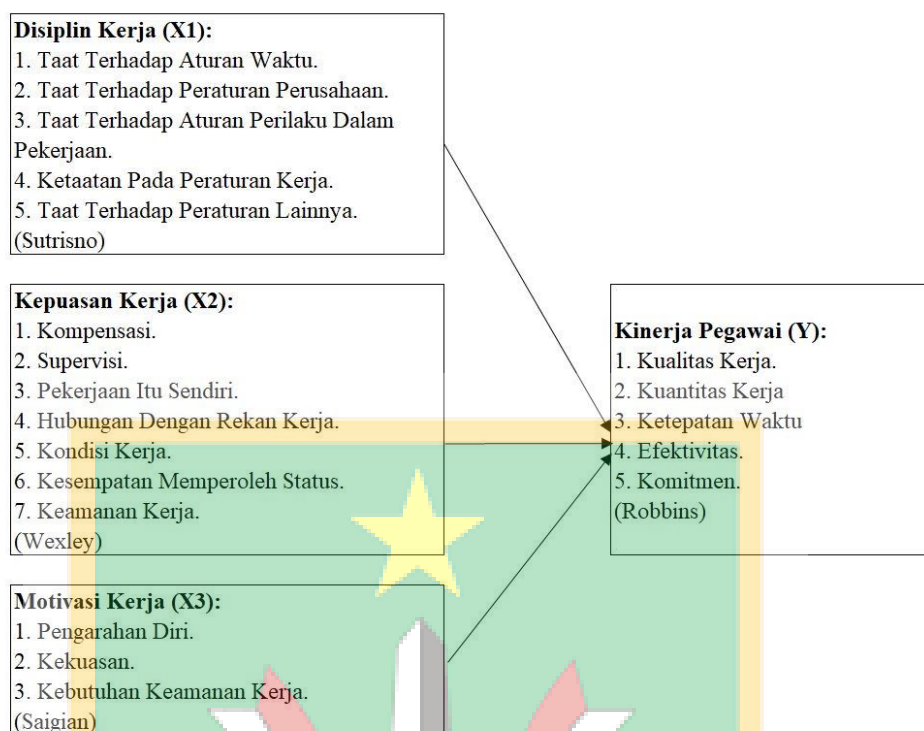 Disiplin Kerja (X1):
1. Taat Terhadap Aturan Waktu.
2. Taat Terhadap Peraturan Perusahaan.
3. Taat Terhadap Aturan Perilaku Dalam
Pekerjaan.
4. Ketaatan Pada Peraturan Kerja.
5. Taat Terhadap Peraturan Lainnya.
(Sutrisno)
Kepuasan Kerja (X2):
1. Kompensasi.
2. Supervisi.
3. Pekerjaan Itu Sendiri.
4. Hubungan Dengan Rekan Kerja.
5. Kondisi Kerja.
6. Kesempatan Memperoleh Status.
7. Keamanan Kerja.
(Wexley)
Motivasi Kerja (X3):
1. Pengarahan Diri.
2. Kekuasan.
3. Kebutuhan Keamanan Kerja.
(Saigian)
Kinerja Pegawai (Y):
1. Kualitas Kerja.
2. Kuantitas Kerja
3. Ketepatan Waktu
4. Efektivitas.
5. Komitmen.
(Robbins)